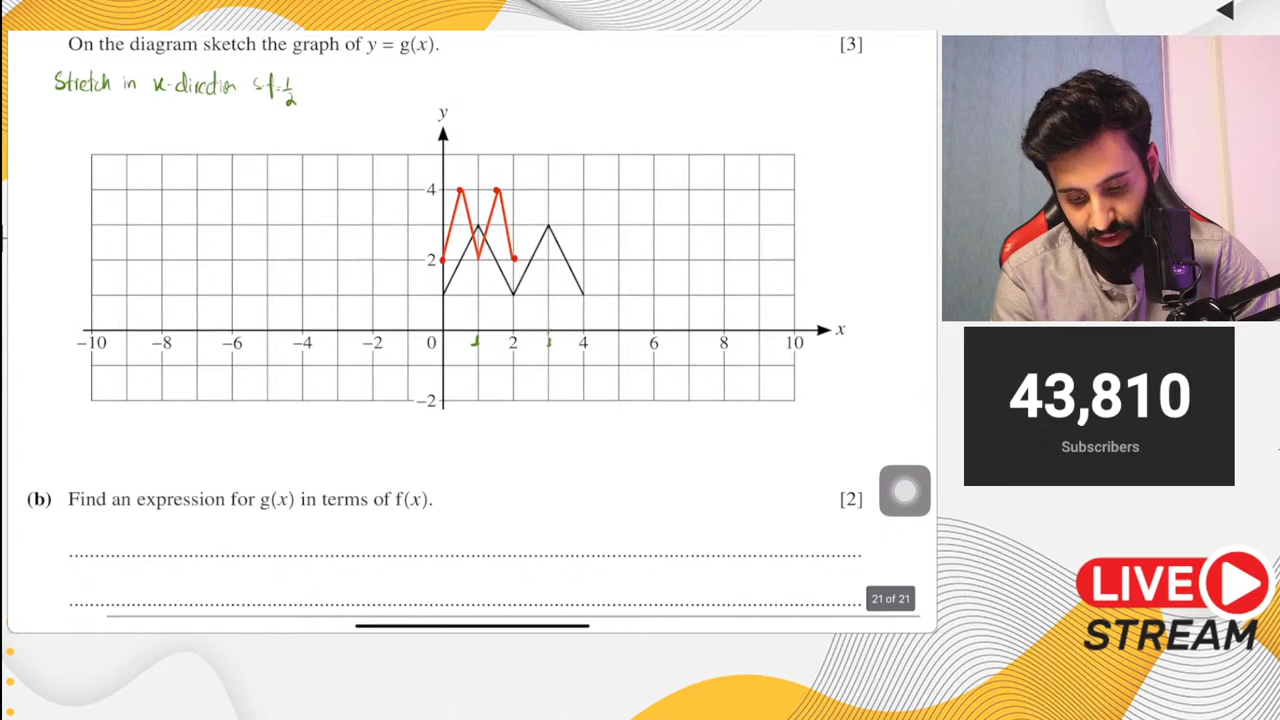 On the diagram sketch the graph of y = g(x). [3]
Stretch in x-direction s.f = 1/2
y
4
2
-10 -8 -6 -4 -2 0 1 2 3 4 6 8 10 x
-2
(b) Find an expression for g(x) in terms of f(x). [2]
21 of 21
43,810
Subscribers
LIVE
STREAM